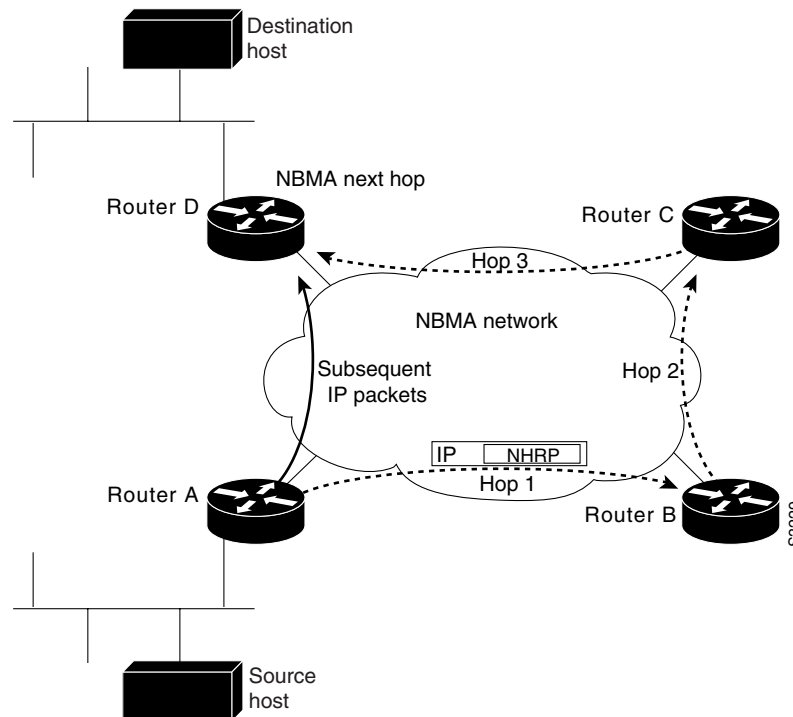 Destination
host
NBMA next hop
Router D
Router C
Hop 3
NBMA network
Subsequent
IP packets
Hop 2
IP
NHRP
Router A
Hop 1
Router B
Source
host